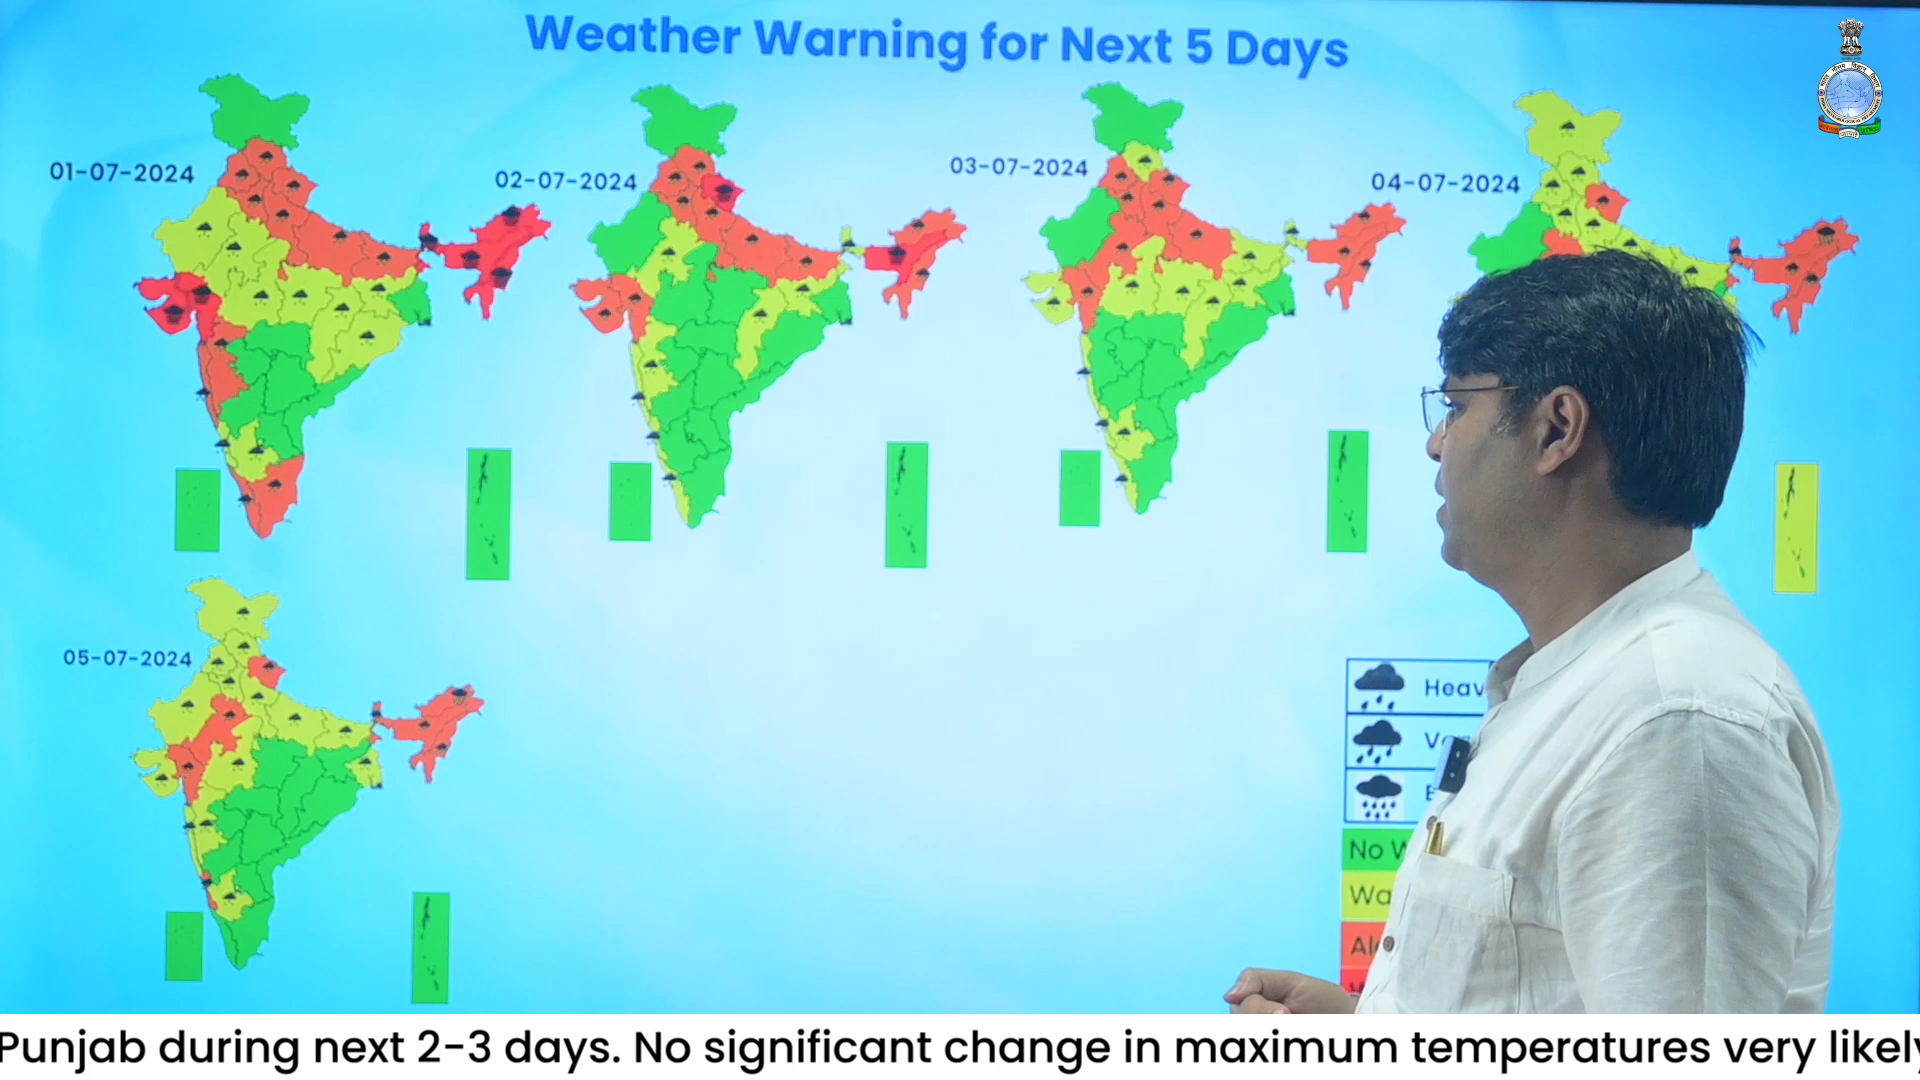 Weather Warning for Next 5 Days
01-07-2024
02-07-2024
03-07-2024
04-07-2024
05-07-2024
Heav
No W
Wa
Al
Punjab during next 2-3 days. No significant change in maximum temperatures very likely